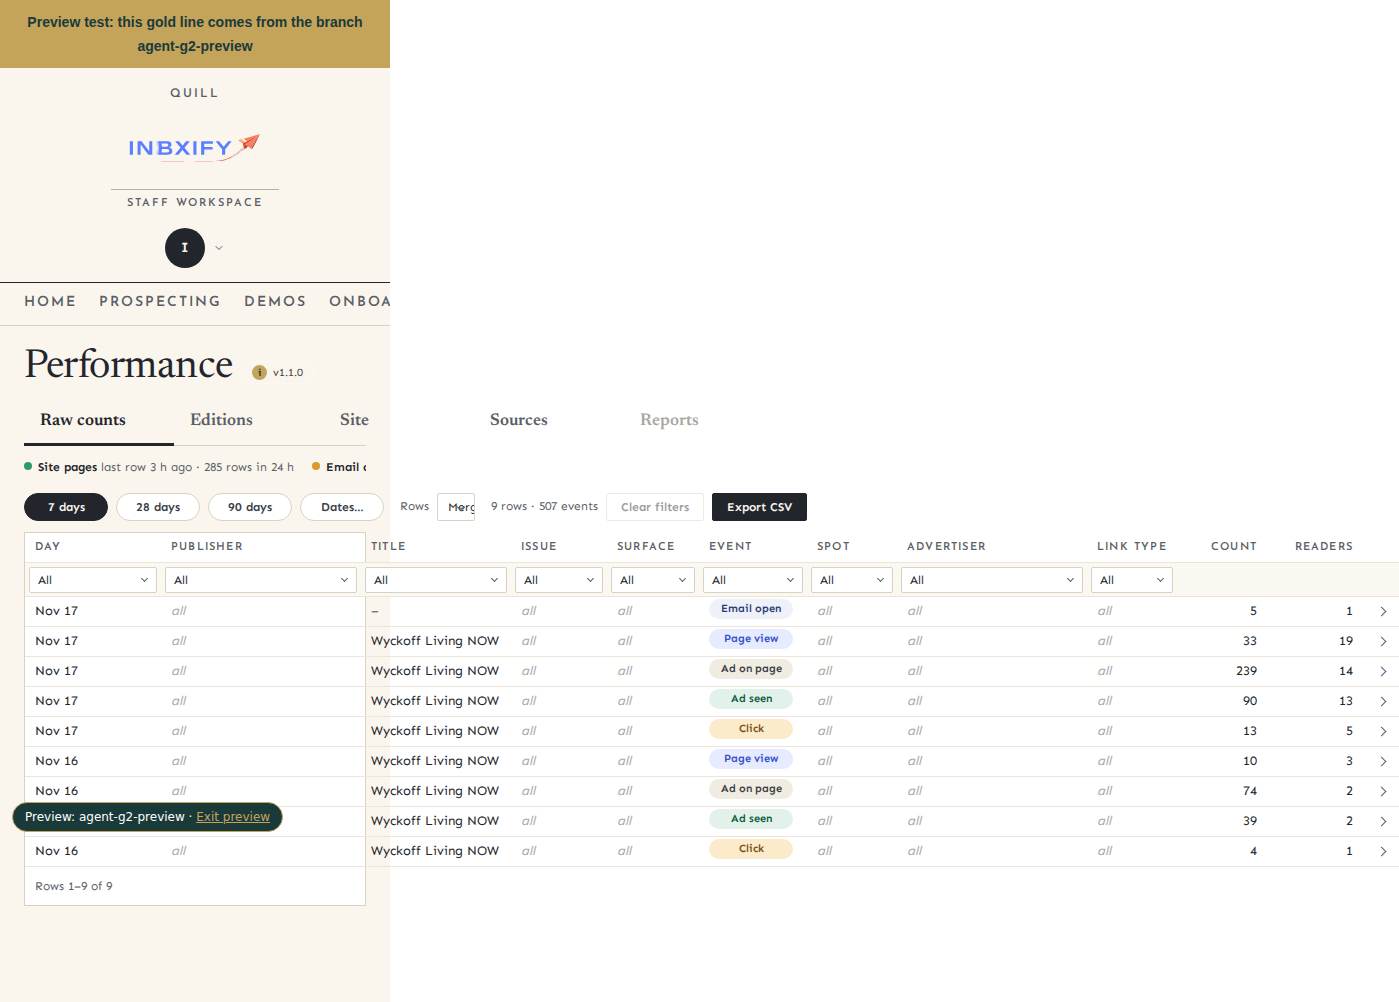 Preview test: this gold line comes from the branch
agent-g2-preview
QUILL
INBXIFY
STAFF WORKSPACE
I
HOME PROSPECTING DEMOS ONBOA
Performance i v1.1.0
Raw counts Editions Site Sources Reports
Site pages last row 3 h ago · 285 rows in 24 h Email
7 days 28 days 90 days Dates... Rows Merg 9 rows · 507 events Clear filters Export CSV
DAY PUBLISHER TITLE ISSUE SURFACE EVENT SPOT ADVERTISER LINK TYPE COUNT READERS
All All All All All All All All All
Nov 17 all – all all Email open all all all 5 1
Nov 17 all Wyckoff Living NOW all all Page view all all all 33 19
Nov 17 all Wyckoff Living NOW all all Ad on page all all all 239 14
Nov 17 all Wyckoff Living NOW all all Ad seen all all all 90 13
Nov 17 all Wyckoff Living NOW all all Click all all all 13 5
Nov 16 all Wyckoff Living NOW all all Page view all all all 10 3
Nov 16 all Wyckoff Living NOW all all Ad on page all all all 74 2
Preview: agent-g2-preview · Exit preview Wyckoff Living NOW all all Ad seen all all all 39 2
Nov 16 all Wyckoff Living NOW all all Click all all all 4 1
Rows 1–9 of 9